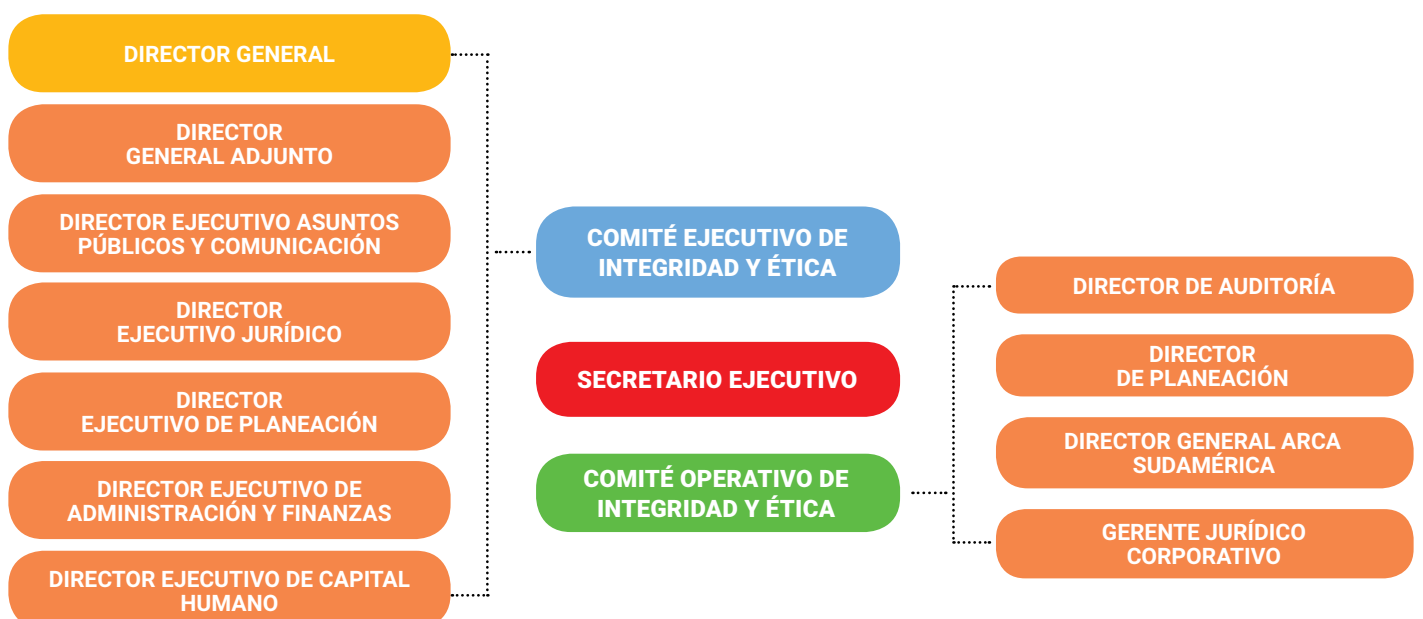 DIRECTOR GENERAL
DIRECTOR
GENERAL ADJUNTO
DIRECTOR EJECUTIVO ASUNTOS
PÚBLICOS Y COMUNICACIÓN
DIRECTOR
EJECUTIVO JURÍDICO
DIRECTOR
EJECUTIVO DE PLANEACIÓN
DIRECTOR EJECUTIVO DE
ADMINISTRACIÓN Y FINANZAS
DIRECTOR EJECUTIVO DE CAPITAL
HUMANO
COMITÉ EJECUTIVO DE
INTEGRIDAD Y ÉTICA
SECRETARIO EJECUTIVO
COMITÉ OPERATIVO DE
INTEGRIDAD Y ÉTICA
DIRECTOR DE AUDITORÍA
DIRECTOR
DE PLANEACIÓN
DIRECTOR GENERAL ARCA
SUDAMÉRICA
GERENTE JURÍDICO
CORPORATIVO